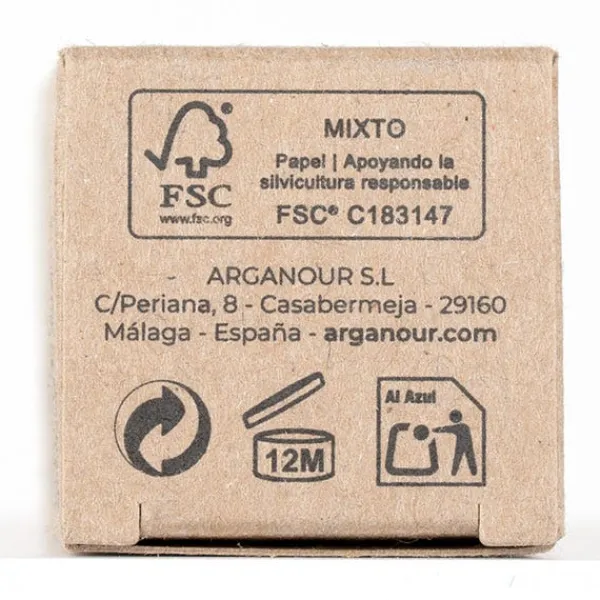 MIXTO
Papel | Apoyando la
silvicultura responsable
FSC® C183147
FSC
www.fsc.org
ARGANOUR S.L
C/Periana, 8 - Casabermeja - 29160
Málaga - España - arganour.com
12M
Al Azul